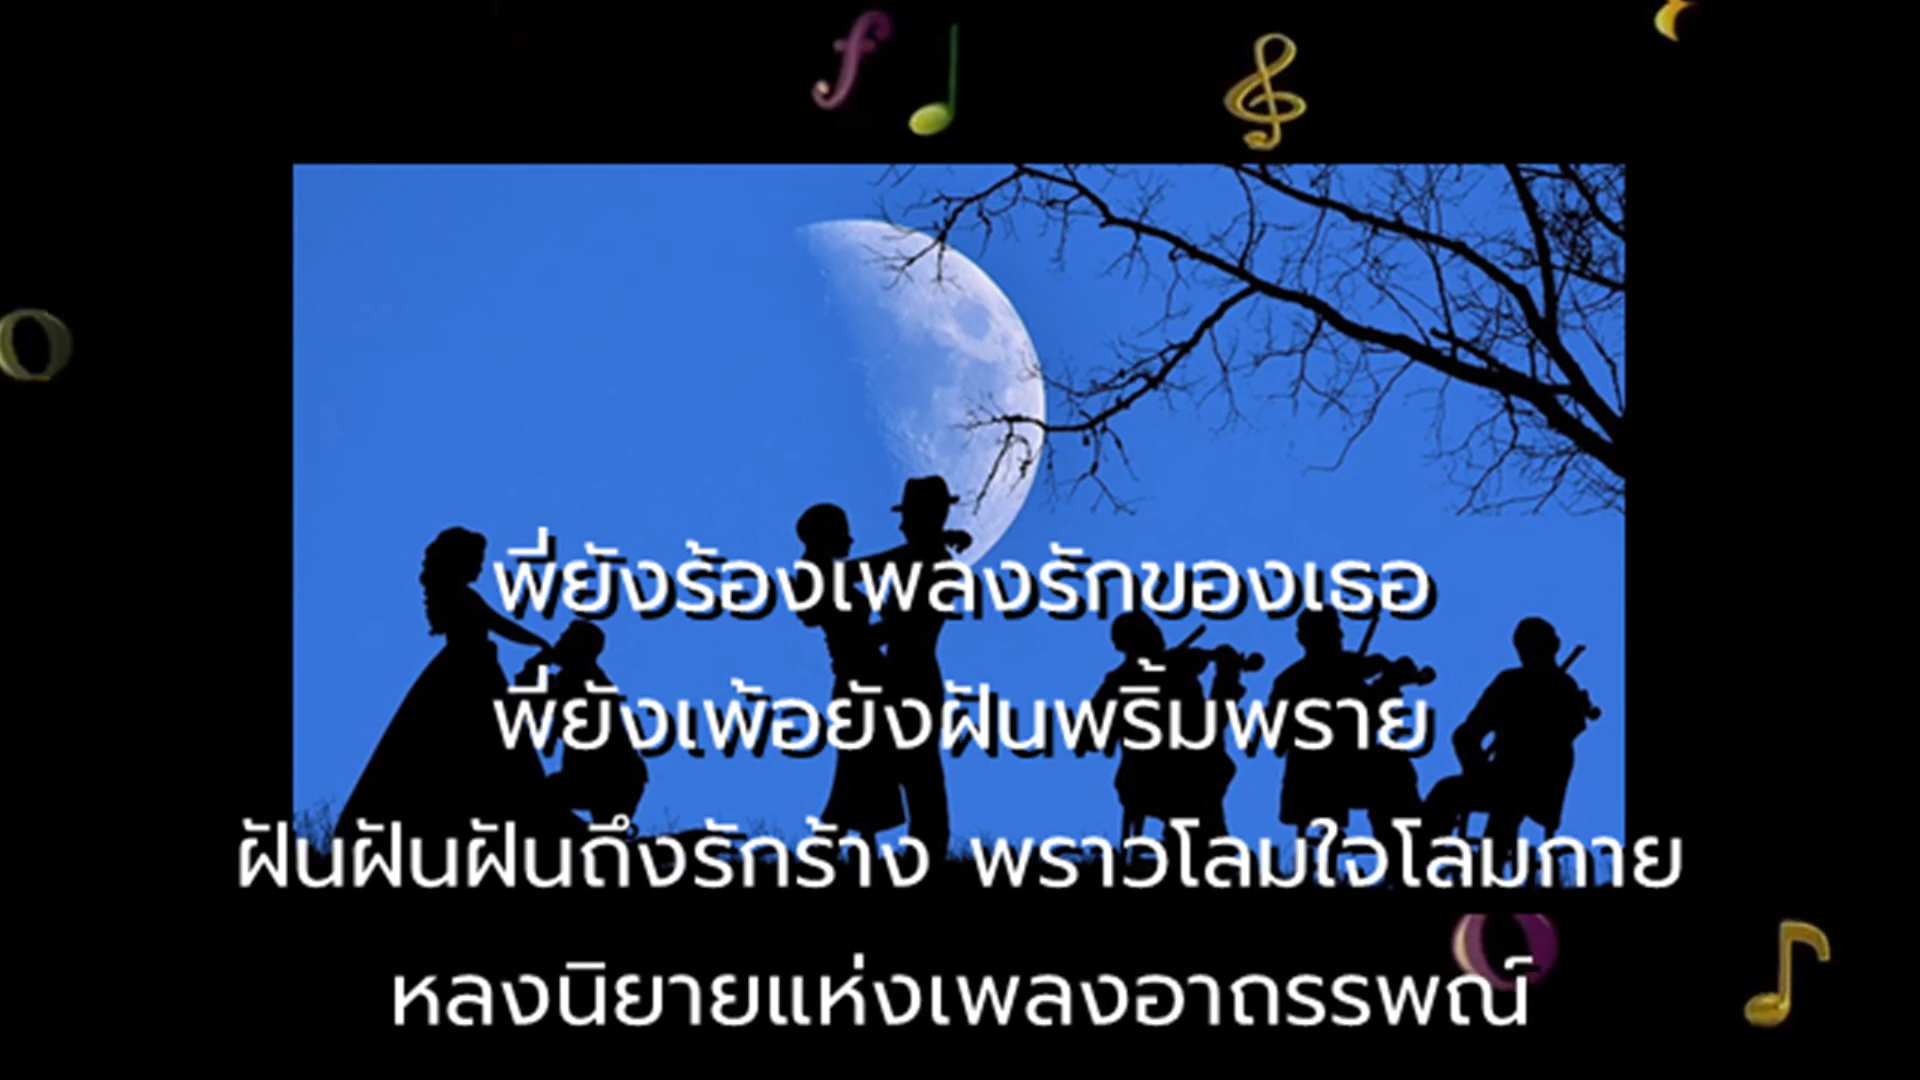 พี่ยังร้องเพลงรักของเธอ
พี่ยังเพ้อยังฝันพริ้มพราย
ฝันฝันฝันถึงรักร้าง พราวโลมใจโลมกาย
หลงนิยายแห่งเพลงอาถรรพณ์